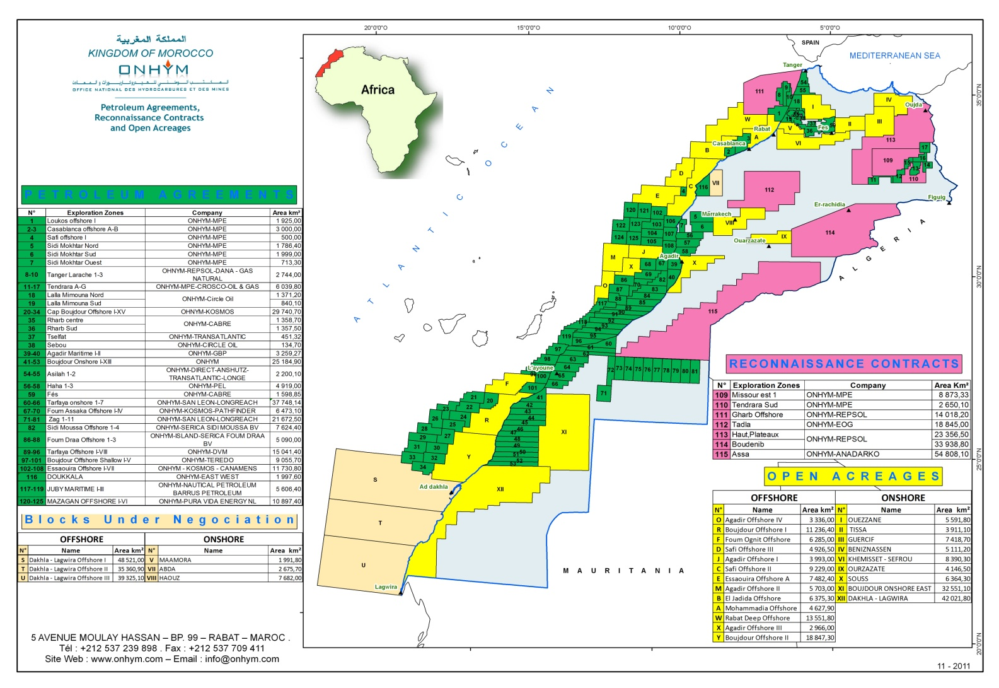 المملكة المغربية
KINGDOM OF MOROCCO
ONHYM
OFFICE NATIONAL DES HYDROCARBURES ET DES MINES
Petroleum Agreements,
Reconnaissance Contracts
and Open Acreages
PETROLEUM AGREEMENTS
N° Exploration Zones Company Area km²
1 Loukos offshore I ONHYM-MPE 1 925,00
2-3 Casablanca offshore A-B ONHYM-MPE 3 000,00
4 Safi offshore I ONHYM-MPE 500,00
5 Sidi Mokhtar Nord ONHYM-MPE 1 786,40
6 Sidi Mokhtar Sud ONHYM-MPE 1 999,00
7 Sidi Mokhtar Ouest ONHYM-MPE 713,30
8-10 Tanger Larache 1-3 OHNYM-REPSOL-DANA - GAS NATURAL 2 744,00
11-17 Tendrara A-G ONHYM-MPE-CROSCO-OIL & GAS 6 039,80
18 Lalla Mimouna Nord ONHYM-Circle Oil 1 371,20
19 Lalla Mimouna Sud 840,10
20-34 Cap Boujdour Offshore I-XV OHNYM-KOSMOS 29 740,70
35 Rharb centre ONHYM-CABRE 1 358,70
36 Rharb Sud 1 357,50
37 Tselfat ONHYM-TRANSATLANTIC 451,32
38 Sebou ONHYM-CIRCLE OIL 134,70
39-40 Agadir Maritime I-II ONHYM-GBP 3 259,27
41-53 Boujdour Onshore I-XIII ONHYM 25 184,90
54-55 Asilah 1-2 ONHYM-DIRECT-ANSHUTZ-TRANSATLANTIC-LONGE 2 200,10
56-58 Haha 1-3 ONHYM-PEL 4 919,00
59 Fés ONHYM-CABRE 1 598,85
60-66 Tarfaya onshore 1-7 ONHYM-SAN LEON-LONGREACH 37 748,14
67-70 Foum Assaka Offshore I-IV ONHYM-KOSMOS-PATHFINDER 6 473,10
71-81 Zag 1-11 ONHYM-SAN LEON-LONGREACH 21 672,50
82 Sidi Moussa Offshore 1-4 ONHYM-SERICA SIDI MOUSSA BV 7 624,40
86-88 Foum Draa Offshore 1-3 ONHYM-ISLAND-SERICA FOUM DRAA BV 5 090,00
89-96 Tarfaya Offshore I-VIII ONHYM-DVM 15 041,40
97-101 Boujdour Offshore Shallow I-V ONHYM-TEREDO 9 055,70
102-108 Essaouira Offshore I-VII ONHYM - KOSMOS - CANAMENS 11 730,80
116 DOUKKALA ONHYM-EAST WEST 1 997,60
117-119 JUBY MARITIME I-III ONHYM-NAUTICAL PETROLEUM BARRUS PETROLEUM 5 606,40
120-125 MAZAGAN OFFSHORE I-VI ONHYM-PURA VIDA ENERGY NL 10 897,40
Blocks Under Negociation
OFFSHORE ONSHORE
N° Name Area km² N° Name Area km²
S Dakhla - Lagwira Offshore I 48 521,00 V MAAMORA 1 991,80
T Dakhla - Lagwira Offshore II 35 360,90 VII ABDA 2 675,70
U Dakhla - Lagwira Offshore III 39 325,10 VIII HAOUZ 7 682,00
5 AVENUE MOULAY HASSAN – BP. 99 – RABAT – MAROC .
Tél : +212 537 239 898 . Fax : +212 537 709 411
Site Web : www.onhym.com – Email : info@onhym.com
20°0'0"O 15°0'0"O 10°0'0"O 5°0'0"O
35°0'0"N
30°0'0"N
25°0'0"N
20°0'0"N
Africa
SPAIN
MEDITERRANEAN SEA
ATLANTIC OCEAN
ALGERIA
MAURITANIA
Tanger
Oujda
Rabat
Fès
Casablanca
Figuig
Er-rachidia
Marrakech
Ouarzazate
Agadir
L'ayoune
Ad dakhla
Lagwira
RECONNAISSANCE CONTRACTS
N° Exploration Zones Company Area Km²
109 Missour est 1 ONHYM-MPE 8 873,33
110 Tendrara Sud ONHYM-MPE 2 650,10
111 Gharb Offshore ONHYM-REPSOL 14 018,20
112 Tadla ONHYM-EOG 18 845,00
113 Haut,Plateaux ONHYM-REPSOL 23 356,50
114 Boudenib 33 938,80
115 Assa ONHYM-ANADARKO 54 808,10
OPEN ACREAGES
OFFSHORE ONSHORE
N° Name Area km² N° Name Area km²
O Agadir Offshore IV 3 336,00 I OUEZZANE 5 591,80
R Boujdour Offshore I 11 236,40 II TISSA 3 911,10
F Foum Ognit Offshore 6 285,00 III GUERCIF 7 418,70
D Safi Offshore III 4 926,50 IV BENIZNASSEN 5 111,20
J Agadir Offshore I 3 993,00 VI KHEMISSET - SEFROU 8 390,30
C Safi Offshore II 9 229,00 IX OURZAZATE 4 146,50
E Essaouira Offshore A 7 482,40 X SOUSS 6 364,30
M Agadir Offshore II 5 703,00 XI BOUJDOUR ONSHORE EAST 32 551,10
B El Jadida Offshore 6 375,30 XII DAKHLA - LAGWIRA 42 021,80
A Mohammadia Offshore 4 627,90
W Rabat Deep Offshore 13 551,80
X Agadir Offshore III 2 966,00
Y Boujdour Offshore II 18 847,30
11 - 2011